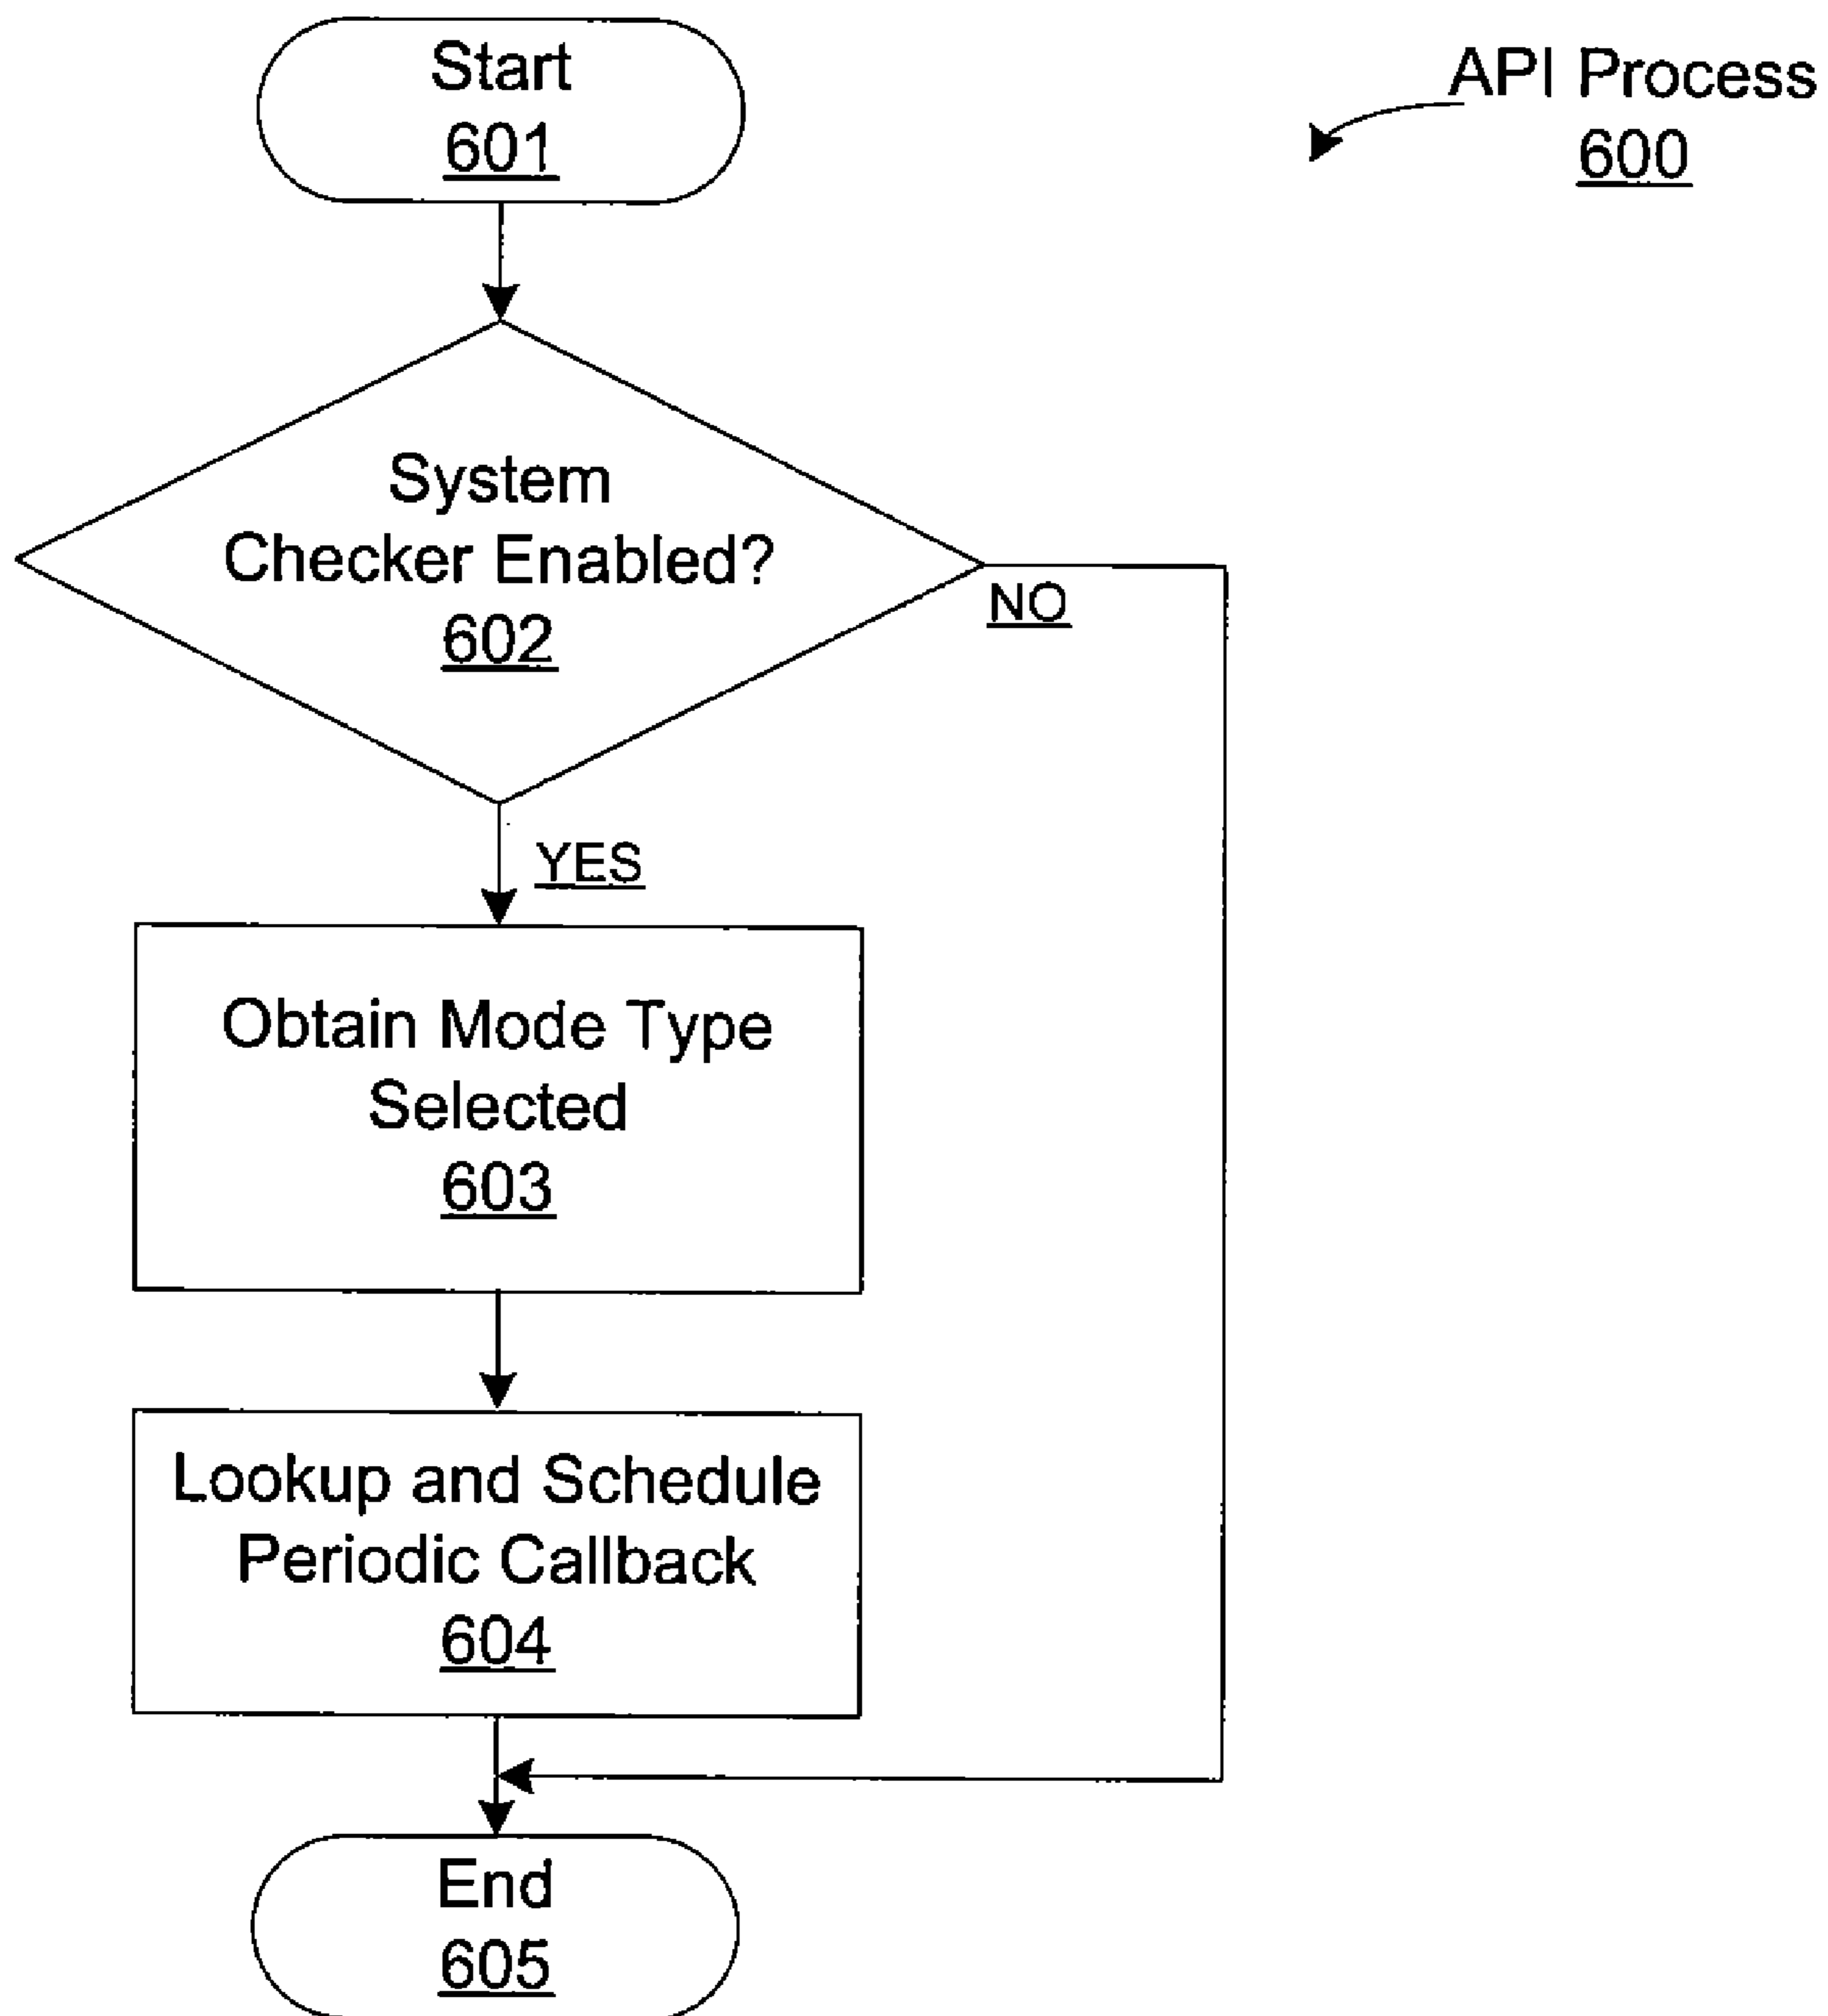 Start
601
API Process
600
System
Checker Enabled?
602
NO
YES
Obtain Mode Type
Selected
603
Lookup and Schedule
Periodic Callback
604
End
605